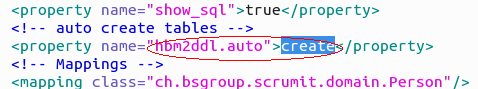 <property name="show_sql">true</property>
<!-- auto create tables -->
<property name="hbm2ddl.auto">create</property>
<!-- Mappings -->
<mapping class="ch.bsgroup.scrumit.domain.Person"/>